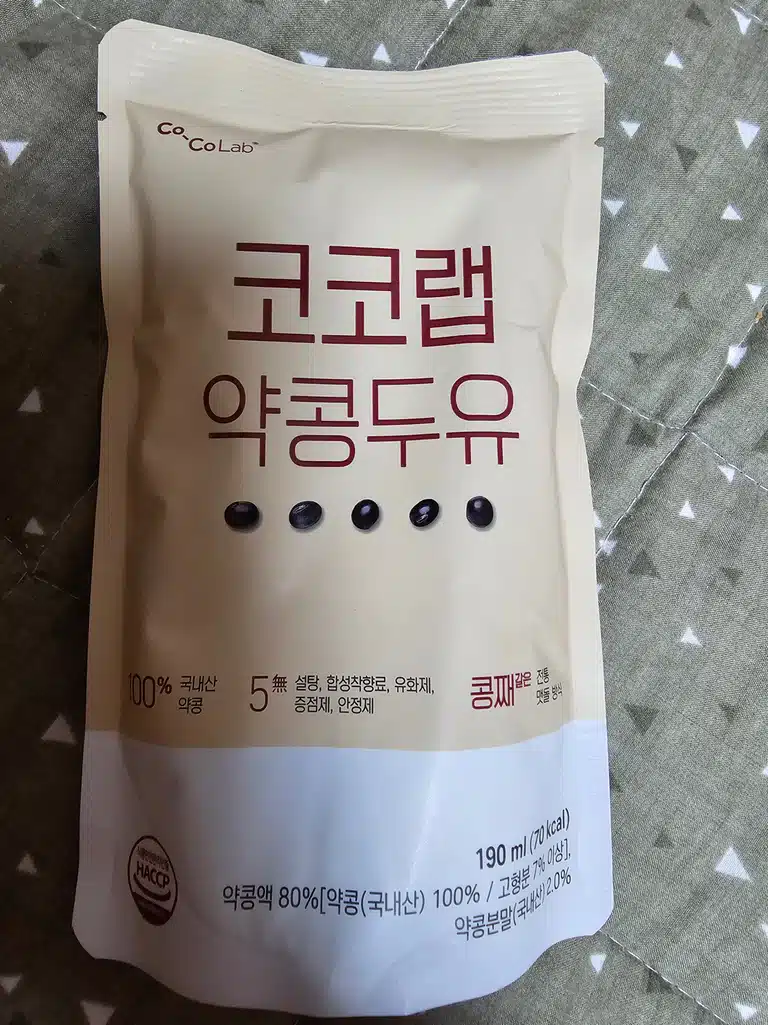 Co-CoLab™
코코랩
약콩두유
100% 국내산
약콩
5無 설탕, 합성착향료, 유화제,
증점제, 안정제
콩째같은 전통
맷돌 방식
190 ml (70 kcal)
약콩액 80%[약콩(국내산) 100% / 고형분 7% 이상],
약콩분말(국내산) 2.0%
HACCP